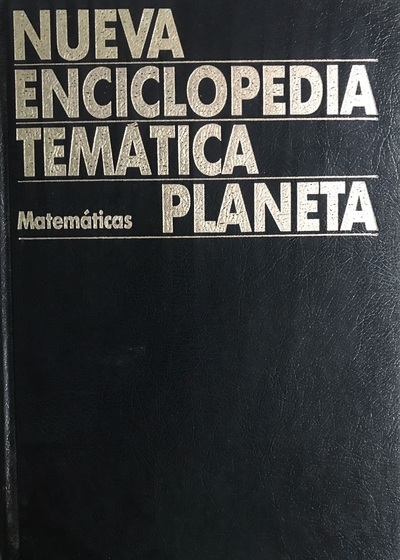 NUEVA
ENCICLOPEDIA
TEMÁTICA
Matemáticas PLANETA